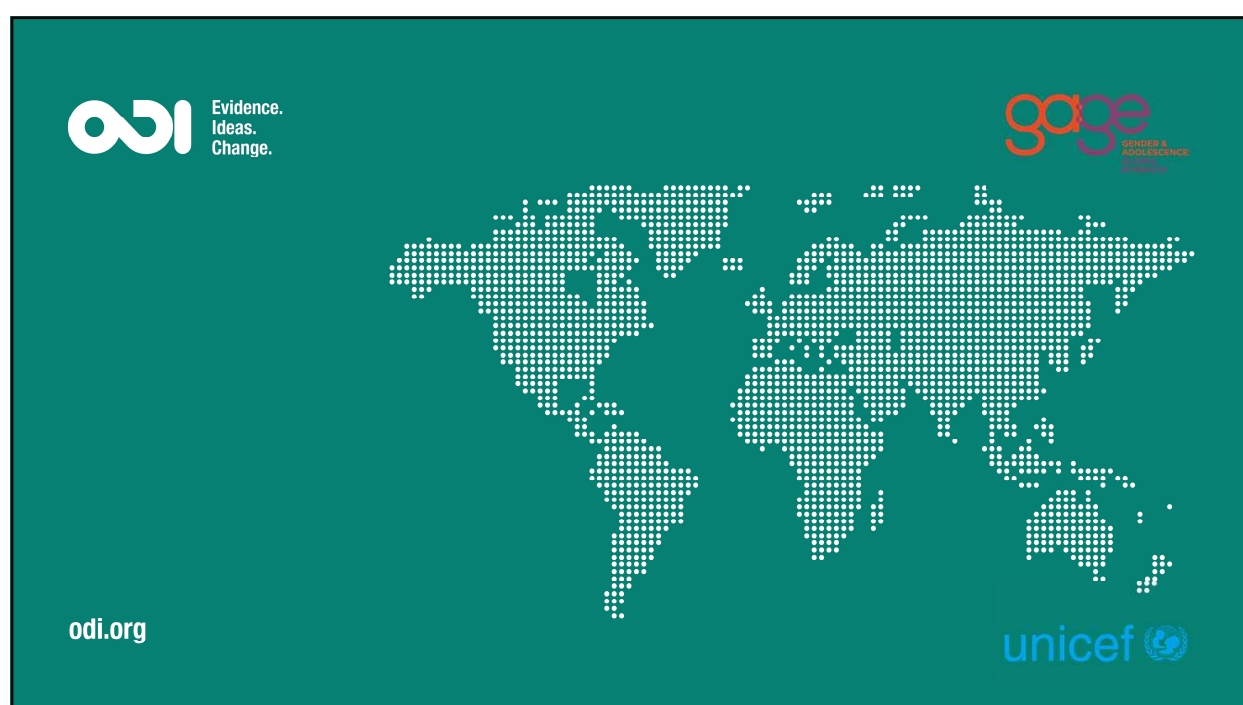 ODI
Evidence.
Ideas.
Change.
gage
GENDER &
ADOLESCENCE:
odi.org
unicef